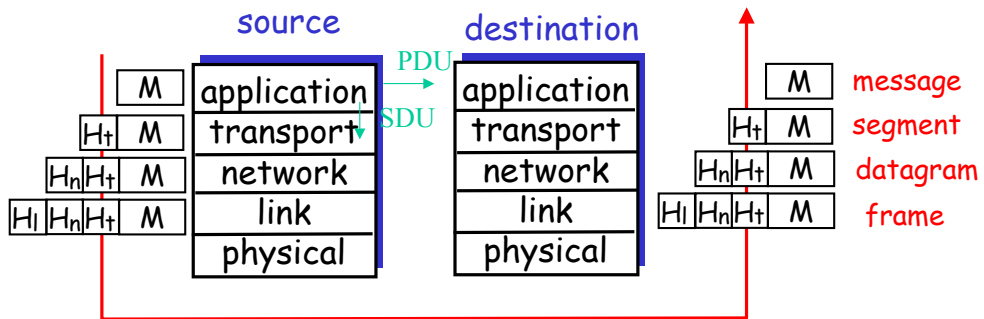 source destination
PDU
M application application M message
SDU
Ht M transport transport Ht M segment
Hn Ht M network network Hn Ht M datagram
Hl Hn Ht M link link Hl Hn Ht M frame
physical physical